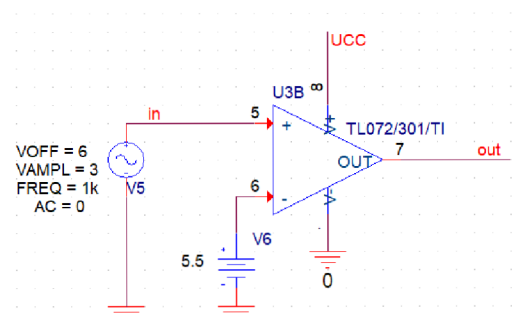 UCC
U3B
8
in
5
+
V+
TL072/301/TI
OUT
7
out
VOFF = 6
VAMPL = 3
FREQ = 1k
AC = 0
V5
6
-
V-
V6
+
5.5
-
0